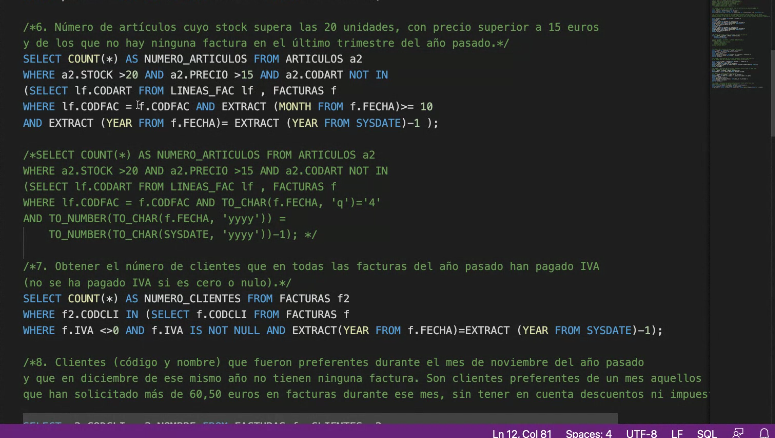 /*6. Número de artículos cuyo stock supera las 20 unidades, con precio superior a 15 euros
y de los que no hay ninguna factura en el último trimestre del año pasado.*/
SELECT COUNT(*) AS NUMERO_ARTICULOS FROM ARTICULOS a2
WHERE a2.STOCK >20 AND a2.PRECIO >15 AND a2.CODART NOT IN
(SELECT lf.CODART FROM LINEAS_FAC lf , FACTURAS f
WHERE lf.CODFAC = f.CODFAC AND EXTRACT (MONTH FROM f.FECHA)>= 10
AND EXTRACT (YEAR FROM f.FECHA)= EXTRACT (YEAR FROM SYSDATE)-1 );
/*SELECT COUNT(*) AS NUMERO_ARTICULOS FROM ARTICULOS a2
WHERE a2.STOCK >20 AND a2.PRECIO >15 AND a2.CODART NOT IN
(SELECT lf.CODART FROM LINEAS_FAC lf , FACTURAS f
WHERE lf.CODFAC = f.CODFAC AND TO_CHAR(f.FECHA, 'q')='4'
AND TO_NUMBER(TO_CHAR(f.FECHA, 'yyyy')) =
TO_NUMBER(TO_CHAR(SYSDATE, 'yyyy'))-1); */
/*7. Obtener el número de clientes que en todas las facturas del año pasado han pagado IVA
(no se ha pagado IVA si es cero o nulo).*/
SELECT COUNT(*) AS NUMERO_CLIENTES FROM FACTURAS f2
WHERE f2.CODCLI IN (SELECT f.CODCLI FROM FACTURAS f
WHERE f.IVA <>0 AND f.IVA IS NOT NULL AND EXTRACT(YEAR FROM f.FECHA)=EXTRACT (YEAR FROM SYSDATE)-1);
/*8. Clientes (código y nombre) que fueron preferentes durante el mes de noviembre del año pasado
y que en diciembre de ese mismo año no tienen ninguna factura. Son clientes preferentes de un mes aquellos
que han solicitado más de 60,50 euros en facturas durante ese mes, sin tener en cuenta descuentos ni impues
Ln 12, Col 81 Spaces: 4 UTF-8 LF SQL